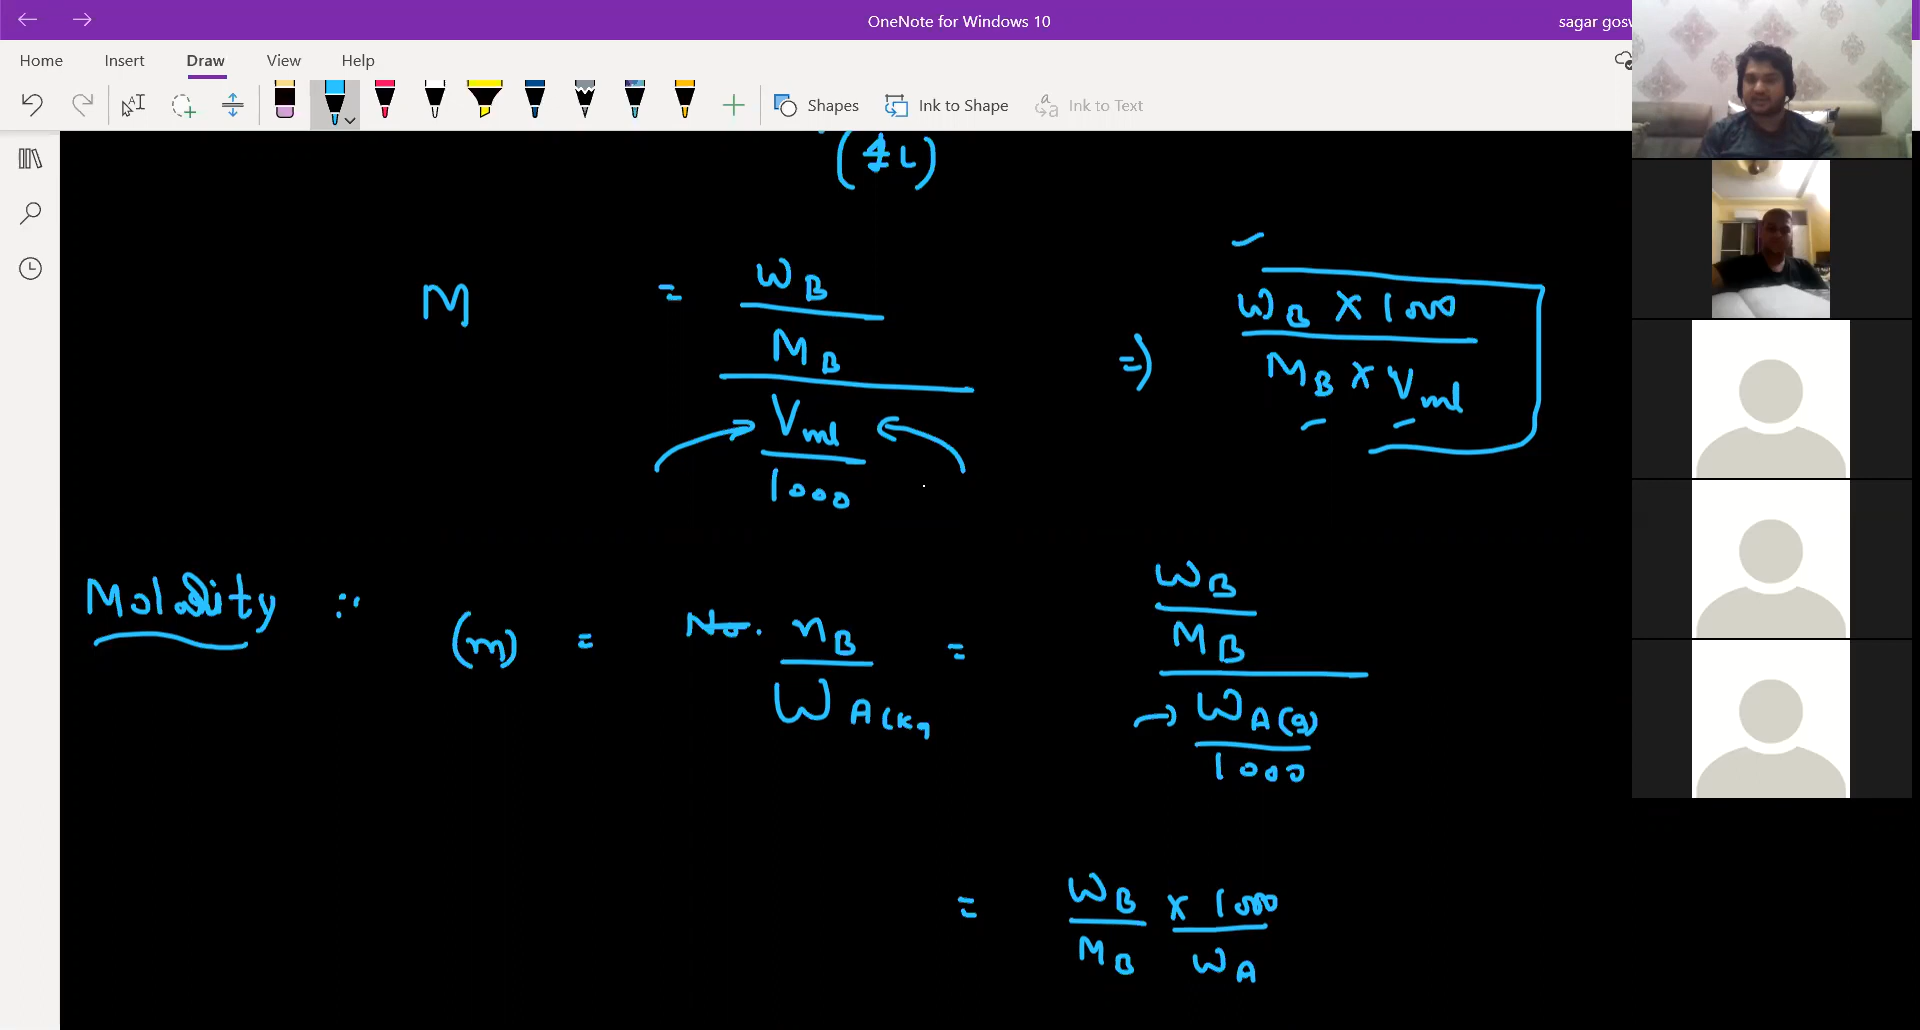 OneNote for Windows 10
sagar gosw
Home Insert Draw View Help
Shapes Ink to Shape Ink to Text
(1L)
M = W_B / M_B / V_ml / 1000 => W_B × 1000 / M_B × V_ml
Molality :: (m) = No. n_B / W_A(kg = W_B / M_B / W_A(g) / 1000
= W_B / M_B × 1000 / W_A